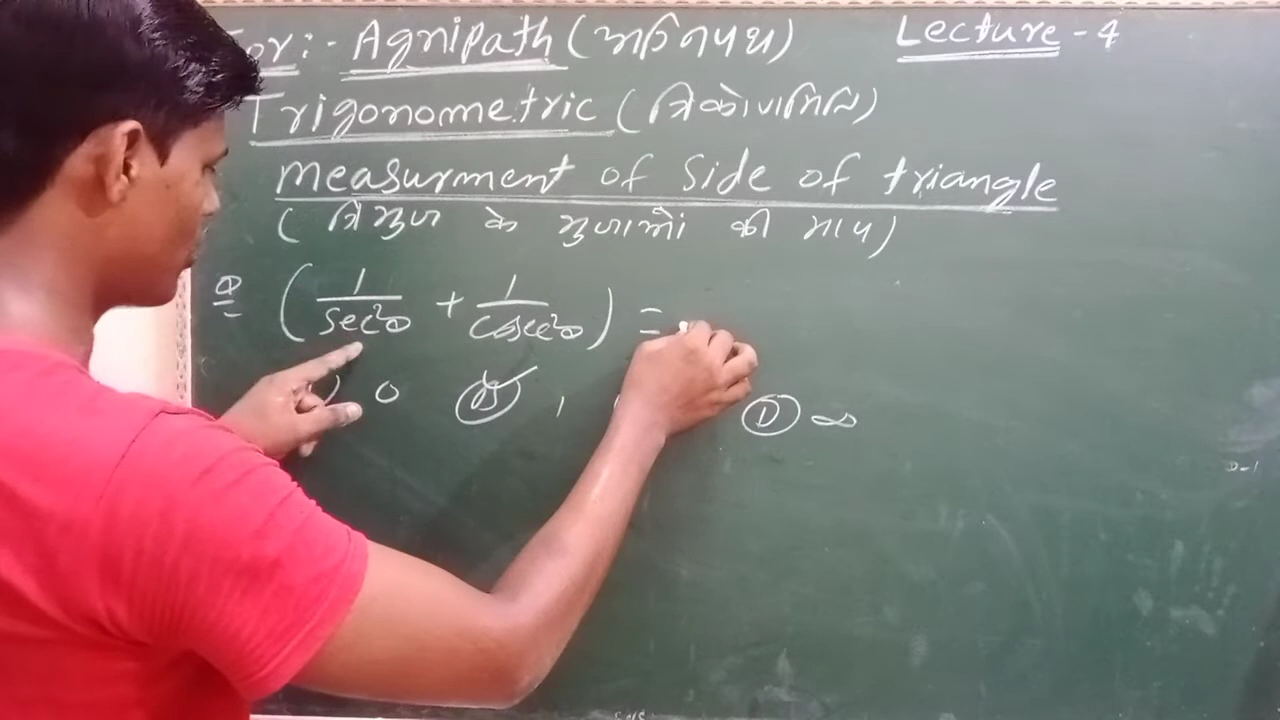 For:- Agnipath (अग्निपथ) Lecture - 4
Trigonometric (त्रिकोणमिति)
Measurment of Side of triangle
( त्रिभुज के भुजाओं की माप )
Q ( 1/sec²θ + 1/cosec²θ ) =
) 0 (B) 1 (D) ∞